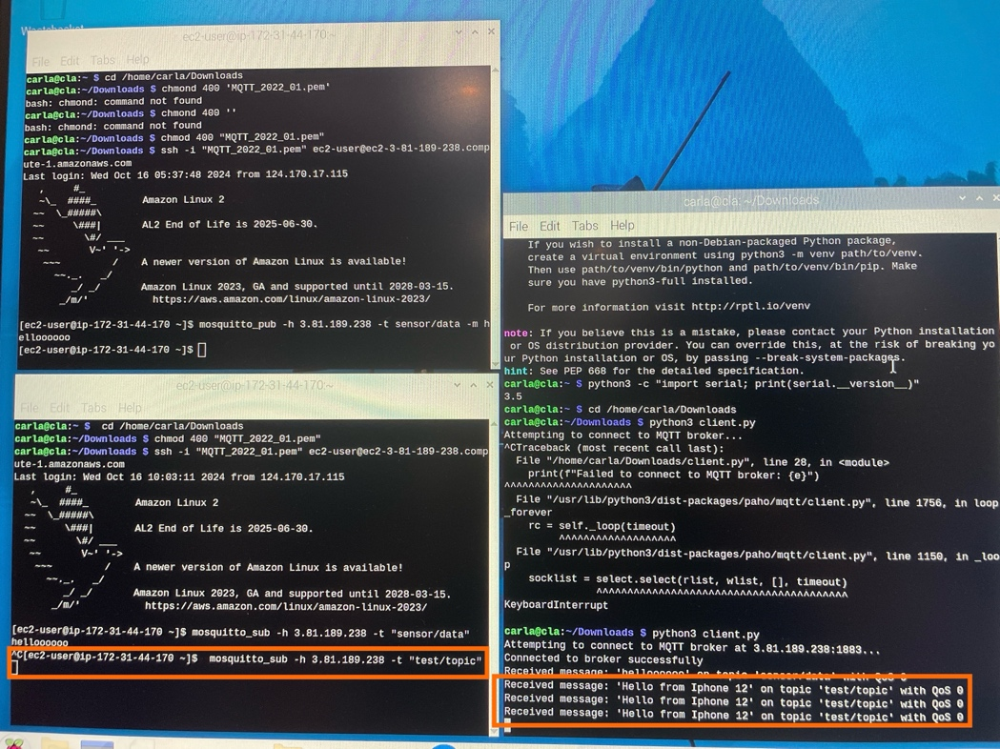 Wastebasket
ec2-user@ip-172-31-44-170:~
File Edit Tabs Help
carla@cla:~ $ cd /home/carla/Downloads
carla@cla:~/Downloads $ chmond 400 'MQTT_2022_01.pem'
bash: chmond: command not found
carla@cla:~/Downloads $ chmond 400 ''
bash: chmond: command not found
carla@cla:~/Downloads $ chmod 400 "MQTT_2022_01.pem"
carla@cla:~/Downloads $ ssh -i "MQTT_2022_01.pem" ec2-user@ec2-3-81-189-238.comp
ute-1.amazonaws.com
Last login: Wed Oct 16 05:37:48 2024 from 124.170.17.115
   ,     #_
   ~\_  ####_        Amazon Linux 2
  ~~  \_#####\
  ~~     \###|       AL2 End of Life is 2025-06-30.
  ~~       \#/ ___
   ~~       V~' '->
    ~~~         /    A newer version of Amazon Linux is available!
      ~~._.   _/
         _/ _/       Amazon Linux 2023, GA and supported until 2028-03-15.
       _/m/'           https://aws.amazon.com/linux/amazon-linux-2023/
[ec2-user@ip-172-31-44-170 ~]$ mosquitto_pub -h 3.81.189.238 -t sensor/data -m h
elloooooo
[ec2-user@ip-172-31-44-170 ~]$
ec2-user@ip-172-31-44-170:~
File Edit Tabs Help
carla@cla:~ $  cd /home/carla/Downloads
carla@cla:~/Downloads $ chmod 400 "MQTT_2022_01.pem"
carla@cla:~/Downloads $ ssh -i "MQTT_2022_01.pem" ec2-user@ec2-3-81-189-238.comp
ute-1.amazonaws.com
Last login: Wed Oct 16 10:03:11 2024 from 124.170.17.115
   ,     #_
   ~\_  ####_        Amazon Linux 2
  ~~  \_#####\
  ~~     \###|       AL2 End of Life is 2025-06-30.
  ~~       \#/ ___
   ~~       V~' '->
    ~~~         /    A newer version of Amazon Linux is available!
      ~~._.   _/
         _/ _/       Amazon Linux 2023, GA and supported until 2028-03-15.
       _/m/'           https://aws.amazon.com/linux/amazon-linux-2023/
[ec2-user@ip-172-31-44-170 ~]$ mosquitto_sub -h 3.81.189.238 -t "sensor/data"
helloooooo
^C[ec2-user@ip-172-31-44-170 ~]$  mosquitto_sub -h 3.81.189.238 -t "test/topic"
carla@cla: ~/Downloads
File Edit Tabs Help
If you wish to install a non-Debian-packaged Python package,
create a virtual environment using python3 -m venv path/to/venv.
Then use path/to/venv/bin/python and path/to/venv/bin/pip. Make
sure you have python3-full installed.
For more information visit http://rptl.io/venv
note: If you believe this is a mistake, please contact your Python installation
 or OS distribution provider. You can override this, at the risk of breaking yo
ur Python installation or OS, by passing --break-system-packages.
hint: See PEP 668 for the detailed specification.
carla@cla:~ $ python3 -c "import serial; print(serial.__version__)"
3.5
carla@cla:~ $ cd /home/carla/Downloads
carla@cla:~/Downloads $ python3 client.py
Attempting to connect to MQTT broker...
^CTraceback (most recent call last):
  File "/home/carla/Downloads/client.py", line 28, in <module>
    print(f"Failed to connect to MQTT broker: {e}")
^^^^^^^^^^^^^^^^^^^^^
  File "/usr/lib/python3/dist-packages/paho/mqtt/client.py", line 1756, in loop
_forever
    rc = self._loop(timeout)
         ^^^^^^^^^^^^^^^^^^^
  File "/usr/lib/python3/dist-packages/paho/mqtt/client.py", line 1150, in _loo
p
    socklist = select.select(rlist, wlist, [], timeout)
               ^^^^^^^^^^^^^^^^^^^^^^^^^^^^^^^^^^^^^^^^
KeyboardInterrupt
carla@cla:~/Downloads $ python3 client.py
Attempting to connect to MQTT broker at 3.81.189.238:1883...
Connected to broker successfully
Received message: 'helloooooo' on topic 'sensor/data' with QoS 0
Received message: 'Hello from Iphone 12' on topic 'test/topic' with QoS 0
Received message: 'Hello from Iphone 12' on topic 'test/topic' with QoS 0
Received message: 'Hello from Iphone 12' on topic 'test/topic' with QoS 0